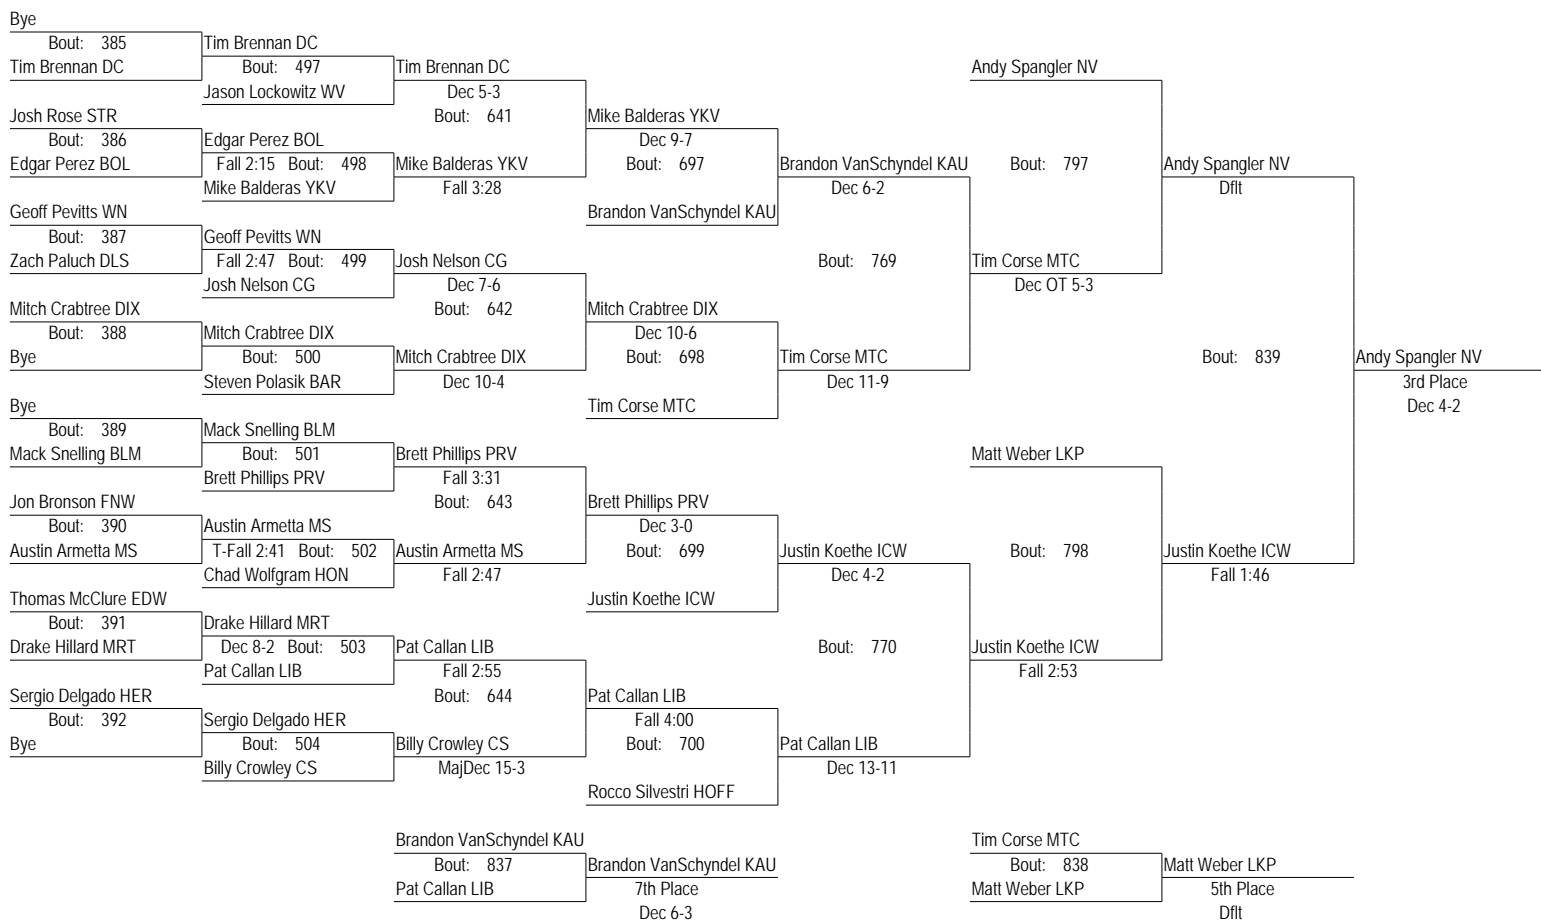 Bye
Bout: 385
Tim Brennan DC
Tim Brennan DC
Bout: 497
Jason Lockowitz WV
Tim Brennan DC
Dec 5-3
Bout: 641
Josh Rose STR
Bout: 386
Edgar Perez BOL
Edgar Perez BOL
Fall 2:15 Bout: 498
Mike Balderas YKV
Mike Balderas YKV
Fall 3:28
Mike Balderas YKV
Dec 9-7
Bout: 697
Brandon VanSchyndel KAU
Brandon VanSchyndel KAU
Dec 6-2
Bout: 769
Geoff Pevitts WN
Bout: 387
Zach Paluch DLS
Geoff Pevitts WN
Fall 2:47 Bout: 499
Josh Nelson CG
Josh Nelson CG
Dec 7-6
Bout: 642
Mitch Crabtree DIX
Bout: 388
Bye
Mitch Crabtree DIX
Bout: 500
Steven Polasik BAR
Mitch Crabtree DIX
Dec 10-4
Mitch Crabtree DIX
Dec 10-6
Bout: 698
Tim Corse MTC
Tim Corse MTC
Dec 11-9
Andy Spangler NV
Bout: 797
Tim Corse MTC
Dec OT 5-3
Andy Spangler NV
Dflt
Bout: 839
Andy Spangler NV
3rd Place
Dec 4-2
Bye
Bout: 389
Mack Snelling BLM
Mack Snelling BLM
Bout: 501
Brett Phillips PRV
Brett Phillips PRV
Fall 3:31
Bout: 643
Jon Bronson FNW
Bout: 390
Austin Armetta MS
Austin Armetta MS
T-Fall 2:41 Bout: 502
Chad Wolfgram HON
Austin Armetta MS
Fall 2:47
Brett Phillips PRV
Dec 3-0
Bout: 699
Justin Koethe ICW
Justin Koethe ICW
Dec 4-2
Bout: 770
Thomas McClure EDW
Bout: 391
Drake Hillard MRT
Drake Hillard MRT
Dec 8-2 Bout: 503
Pat Callan LIB
Pat Callan LIB
Fall 2:55
Bout: 644
Sergio Delgado HER
Bout: 392
Bye
Sergio Delgado HER
Bout: 504
Billy Crowley CS
Billy Crowley CS
MajDec 15-3
Pat Callan LIB
Fall 4:00
Bout: 700
Rocco Silvestri HOFF
Pat Callan LIB
Dec 13-11
Matt Weber LKP
Bout: 798
Justin Koethe ICW
Fall 2:53
Justin Koethe ICW
Fall 1:46
Brandon VanSchyndel KAU
Bout: 837
Pat Callan LIB
Brandon VanSchyndel KAU
7th Place
Dec 6-3
Tim Corse MTC
Bout: 838
Matt Weber LKP
Matt Weber LKP
5th Place
Dflt